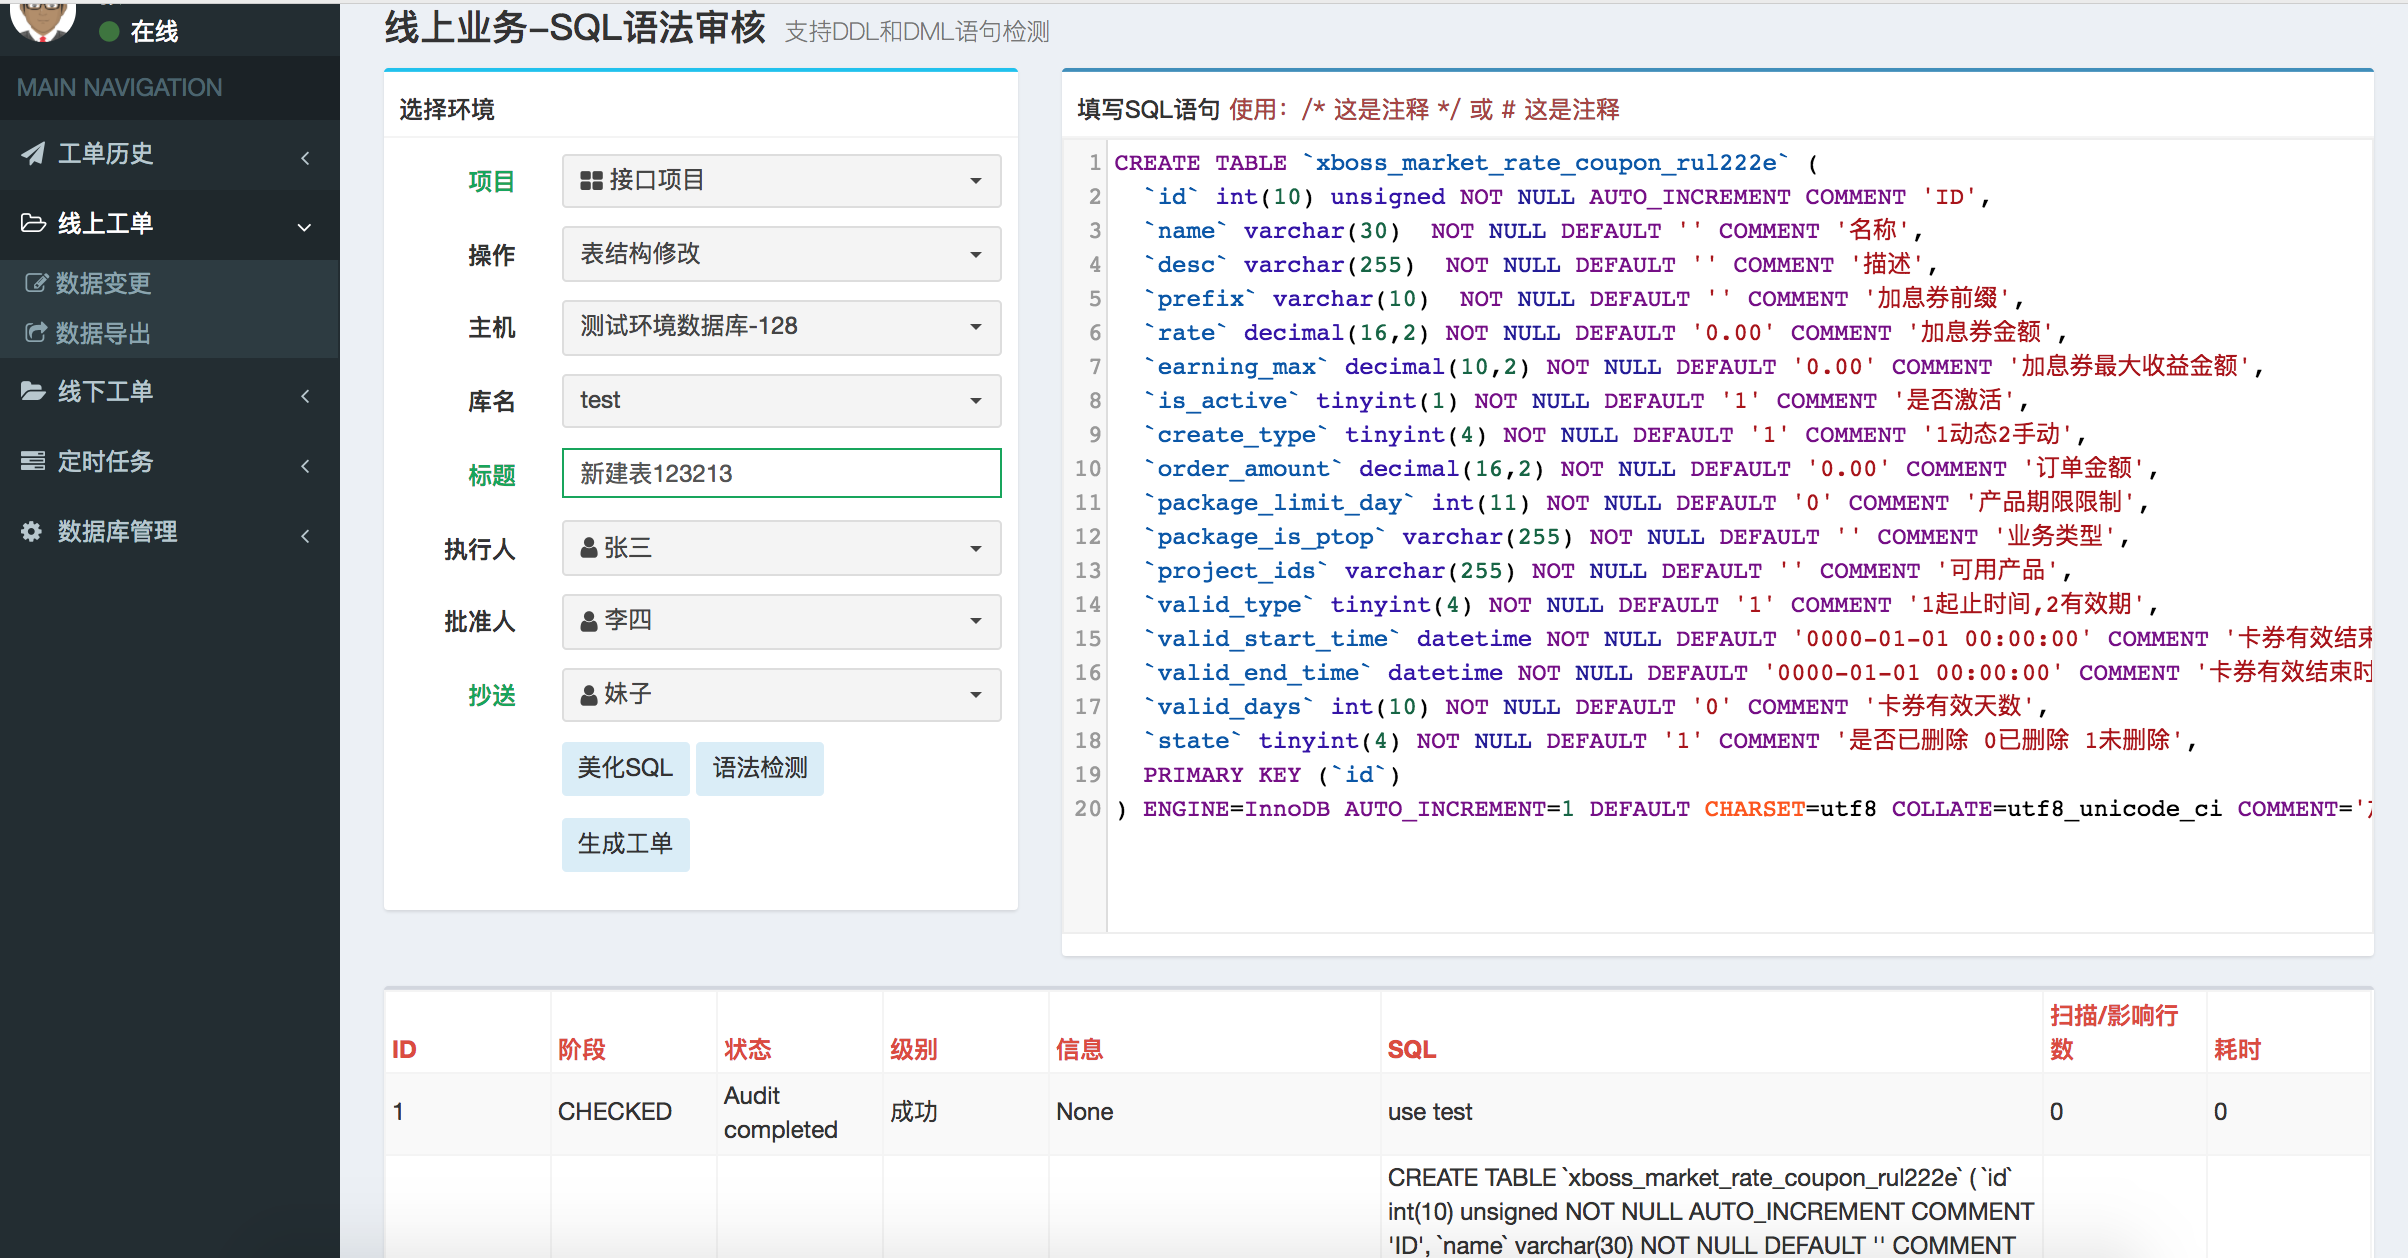 在线
MAIN NAVIGATION
工单历史
线上工单
数据变更
数据导出
线下工单
定时任务
数据库管理
线上业务–SQL语法审核 支持DDL和DML语句检测
选择环境
项目 接口项目
操作 表结构修改
主机 测试环境数据库-128
库名 test
标题 新建表123213
执行人 张三
批准人 李四
抄送 妹子
美化SQL 语法检测
生成工单
填写SQL语句 使用：/* 这是注释 */ 或 # 这是注释
1 CREATE TABLE `xboss_market_rate_coupon_rul222e` (
2 `id` int(10) unsigned NOT NULL AUTO_INCREMENT COMMENT 'ID',
3 `name` varchar(30) NOT NULL DEFAULT '' COMMENT '名称',
4 `desc` varchar(255) NOT NULL DEFAULT '' COMMENT '描述',
5 `prefix` varchar(10) NOT NULL DEFAULT '' COMMENT '加息券前缀',
6 `rate` decimal(16,2) NOT NULL DEFAULT '0.00' COMMENT '加息券金额',
7 `earning_max` decimal(10,2) NOT NULL DEFAULT '0.00' COMMENT '加息券最大收益金额',
8 `is_active` tinyint(1) NOT NULL DEFAULT '1' COMMENT '是否激活',
9 `create_type` tinyint(4) NOT NULL DEFAULT '1' COMMENT '1动态2手动',
10 `order_amount` decimal(16,2) NOT NULL DEFAULT '0.00' COMMENT '订单金额',
11 `package_limit_day` int(11) NOT NULL DEFAULT '0' COMMENT '产品期限限制',
12 `package_is_ptop` varchar(255) NOT NULL DEFAULT '' COMMENT '业务类型',
13 `project_ids` varchar(255) NOT NULL DEFAULT '' COMMENT '可用产品',
14 `valid_type` tinyint(4) NOT NULL DEFAULT '1' COMMENT '1起止时间,2有效期',
15 `valid_start_time` datetime NOT NULL DEFAULT '0000-01-01 00:00:00' COMMENT '卡券有效结束
16 `valid_end_time` datetime NOT NULL DEFAULT '0000-01-01 00:00:00' COMMENT '卡券有效结束时
17 `valid_days` int(10) NOT NULL DEFAULT '0' COMMENT '卡券有效天数',
18 `state` tinyint(4) NOT NULL DEFAULT '1' COMMENT '是否已删除 0已删除 1未删除',
19 PRIMARY KEY (`id`)
20 ) ENGINE=InnoDB AUTO_INCREMENT=1 DEFAULT CHARSET=utf8 COLLATE=utf8_unicode_ci COMMENT='
ID 阶段 状态 级别 信息 SQL 扫描/影响行数 耗时
1 CHECKED Audit completed 成功 None use test 0 0
CREATE TABLE `xboss_market_rate_coupon_rul222e` ( `id`
int(10) unsigned NOT NULL AUTO_INCREMENT COMMENT
'ID', `name` varchar(30) NOT NULL DEFAULT '' COMMENT